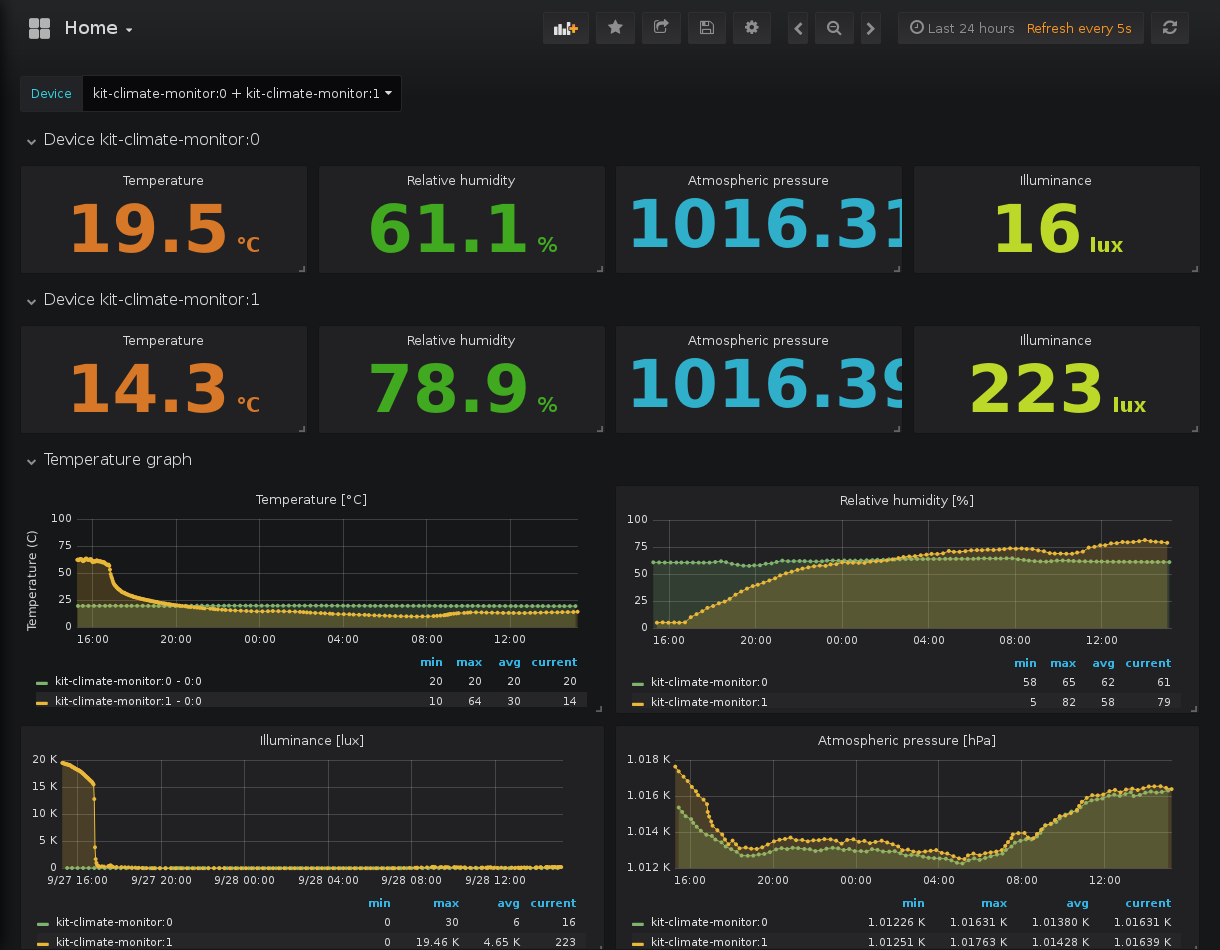 Home
Last 24 hours Refresh every 5s
Device kit-climate-monitor:0 + kit-climate-monitor:1
Device kit-climate-monitor:0
Temperature Relative humidity Atmospheric pressure Illuminance
19.5 °C 61.1 % 1016.31 16 lux
Device kit-climate-monitor:1
Temperature Relative humidity Atmospheric pressure Illuminance
14.3 °C 78.9 % 1016.39 223 lux
Temperature graph
Temperature [°C]
Temperature (C)
100
75
50
25
0
16:00 20:00 00:00 04:00 08:00 12:00
min max avg current
kit-climate-monitor:0 - 0:0 20 20 20 20
kit-climate-monitor:1 - 0:0 10 64 30 14
Relative humidity [%]
100
75
50
25
0
16:00 20:00 00:00 04:00 08:00 12:00
min max avg current
kit-climate-monitor:0 58 65 62 61
kit-climate-monitor:1 5 82 58 79
Illuminance [lux]
20 K
15 K
10 K
5 K
0
9/27 16:00 9/27 20:00 9/28 00:00 9/28 04:00 9/28 08:00 9/28 12:00
min max avg current
kit-climate-monitor:0 0 30 6 16
kit-climate-monitor:1 0 19.46 K 4.65 K 223
Atmospheric pressure [hPa]
1.018 K
1.016 K
1.014 K
1.012 K
16:00 20:00 00:00 04:00 08:00 12:00
min max avg current
kit-climate-monitor:0 1.01226 K 1.01631 K 1.01380 K 1.01631 K
kit-climate-monitor:1 1.01251 K 1.01763 K 1.01428 K 1.01639 K